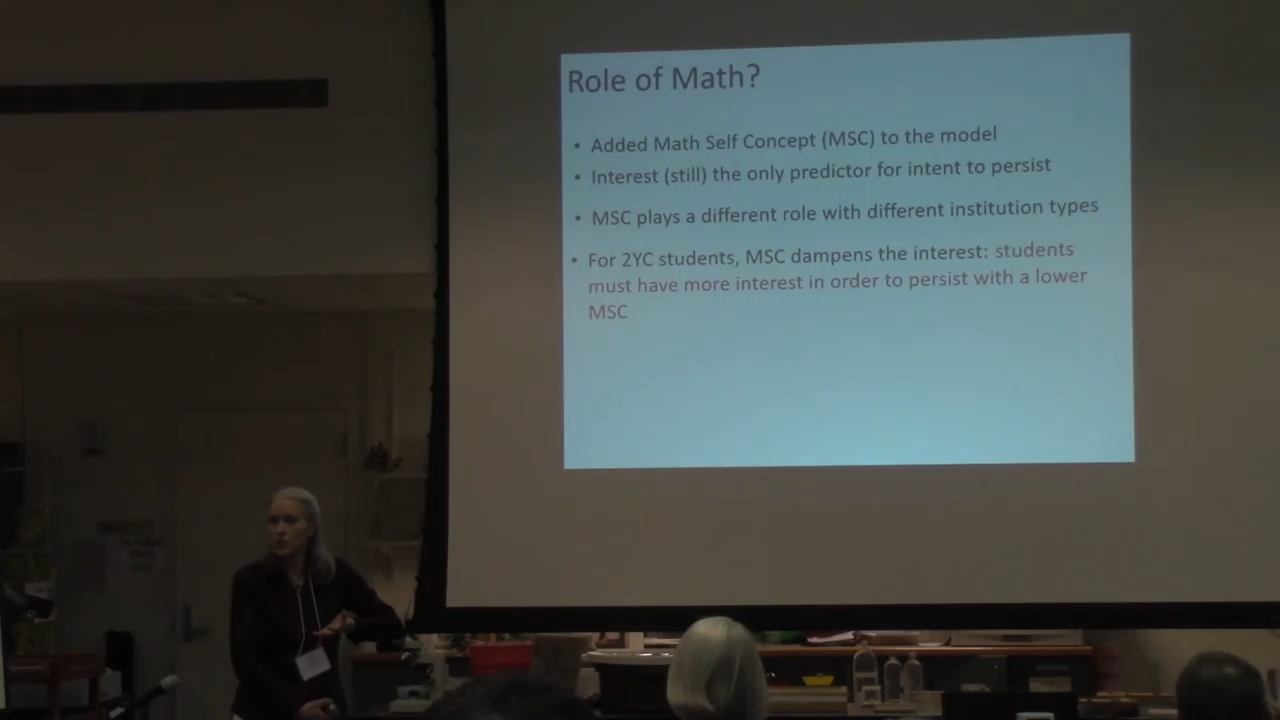 Role of Math?
• Added Math Self Concept (MSC) to the model
• Interest (still) the only predictor for intent to persist
• MSC plays a different role with different institution types
• For 2YC students, MSC dampens the interest: students
must have more interest in order to persist with a lower
MSC